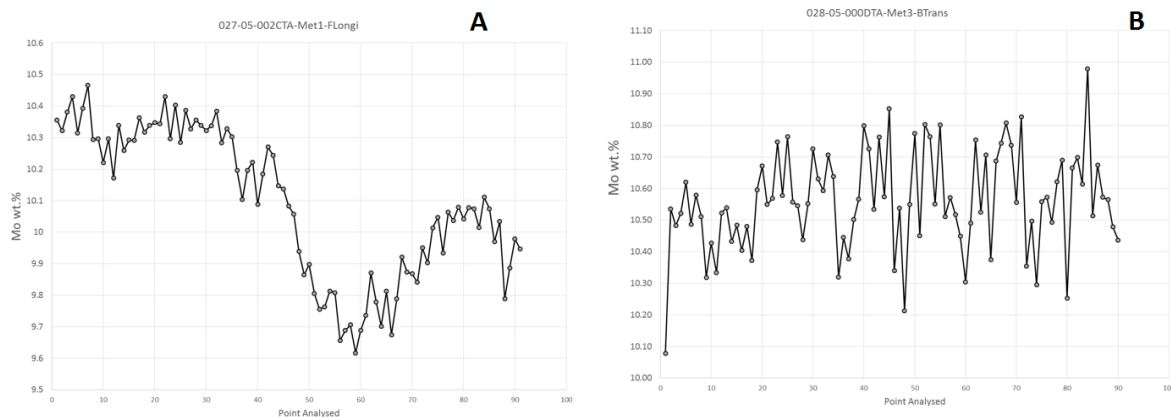 027-05-002CTA-Met1-FLongi
A
Mo wt.%
10.6
10.5
10.4
10.3
10.2
10.1
10
9.9
9.8
9.7
9.6
9.5
0 10 20 30 40 50 60 70 80 90 100
Point Analysed
028-05-000DTA-Met3-BTrans
B
Mo wt.%
11.10
11.00
10.90
10.80
10.70
10.60
10.50
10.40
10.30
10.20
10.10
10.00
0 10 20 30 40 50 60 70 80 90 100
Point Analysed